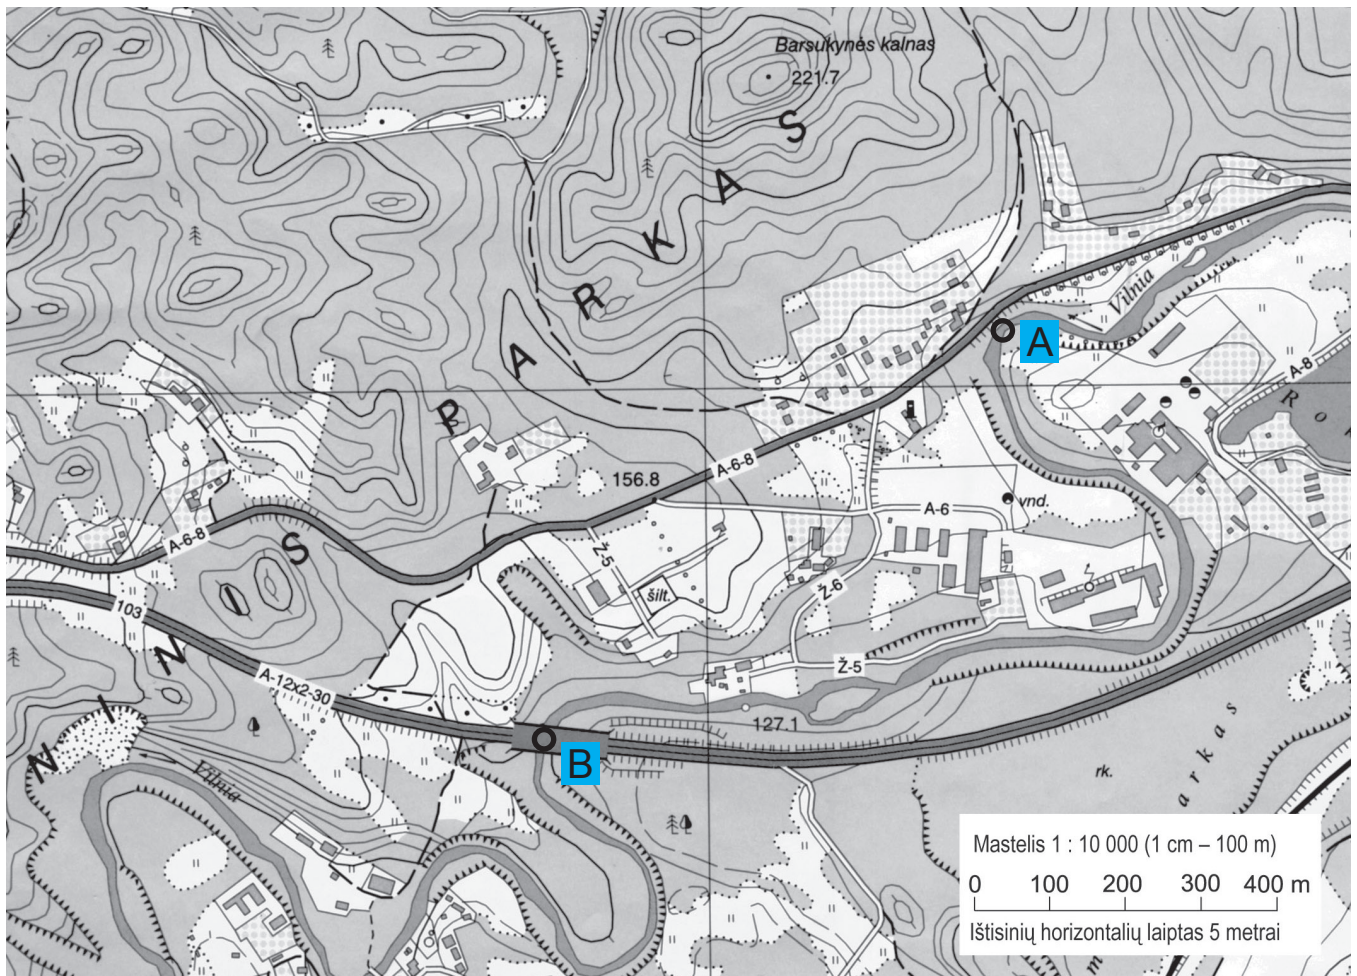 Barsukynės kalnas
221.7
P A R K A S
Vilnia
A
A-8
Rok
156.8
A-6-8
A-6
vnd.
A-6-8
Ž-5
šilt.
Ž-6
Ž-5
103
A-12x2-30
N I N I S
127.1
B
Vilnia
rk.
arkas
m
Mastelis 1 : 10 000 (1 cm – 100 m)
0 100 200 300 400 m
Ištisinių horizontalių laiptas 5 metrai